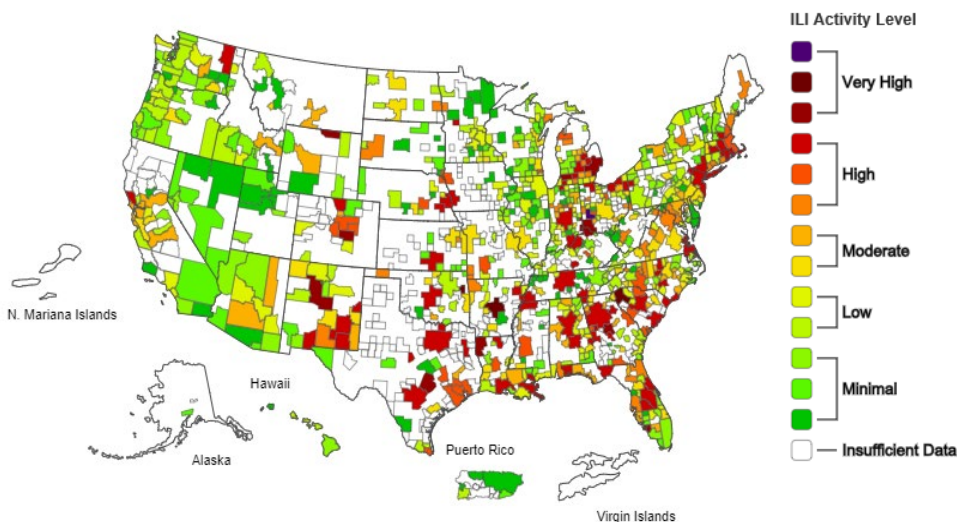 ILI Activity Level
Very High
High
Moderate
Low
Minimal
Insufficient Data
N. Mariana Islands
Hawaii
Alaska
Puerto Rico
Virgin Islands